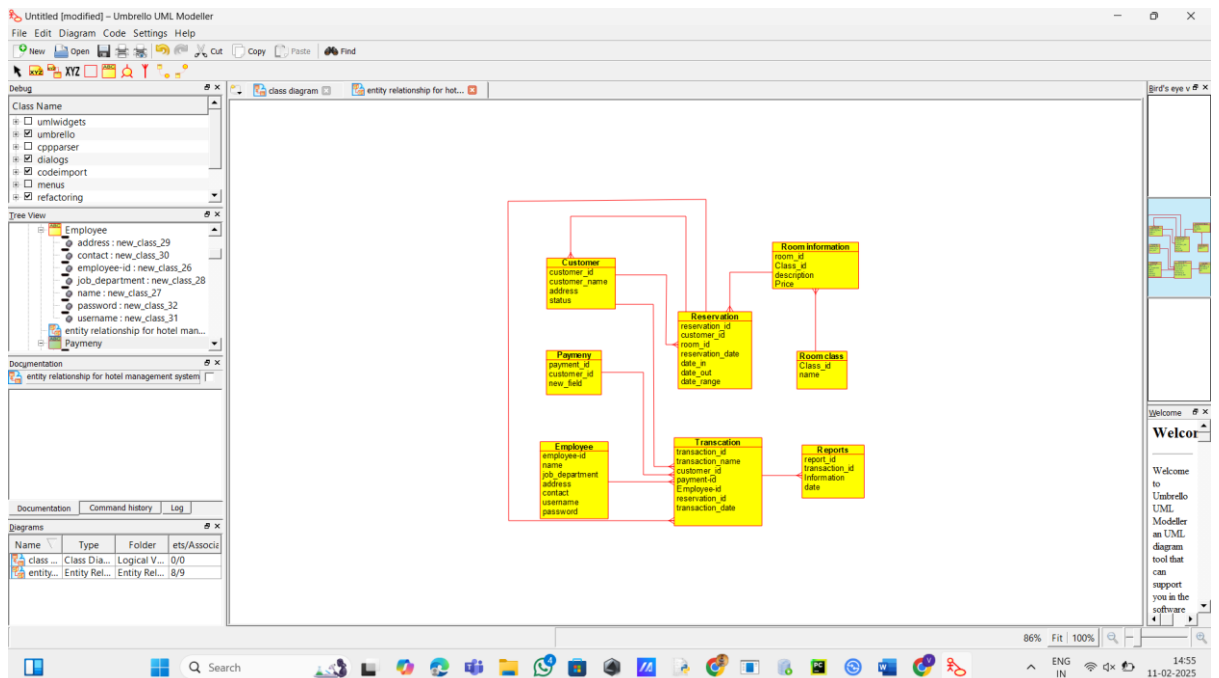 Untitled [modified] – Umbrello UML Modeller
File Edit Diagram Code Settings Help
New Open Cut Copy Paste Find
XYZ XYZ
Debug
Class Name
umlwidgets
umbrello
cppparser
dialogs
codeimport
menus
refactoring
Tree View
Employee
address : new_class_29
contact : new_class_30
employee-id : new_class_26
job_department : new_class_28
name : new_class_27
password : new_class_32
username : new_class_31
entity relationship for hotel man...
Paymeny
Documentation
entity relationship for hotel management system
Documentation Command history Log
Diagrams
Name Type Folder ets/Associa
class ... Class Dia... Logical V... 0/0
entity... Entity Rel... Entity Rel... 8/9
class diagram entity relationship for hot...
Customer
customer_id
customer_name
address
status
Room information
room_id
Class_id
description
Price
Reservation
reservation_id
customer_id
room_id
reservation_date
date_in
date_out
date_range
Paymeny
payment_id
customer_id
new_field
Room class
Class_id
name
Employee
employee-id
name
job_department
address
contact
username
password
Transcation
transaction_id
transaction_name
customer_id
payment-id
Employee-id
reservation_id
transaction_date
Reports
report_id
transaction_id
Information
date
Bird's eye v
Welcome
Welcor
Welcome
to
Umbrello
UML
Modeller
an UML
diagram
tool that
can
support
you in the
software
86% Fit 100%
Search
4
ENG
IN
14:55
11-02-2025